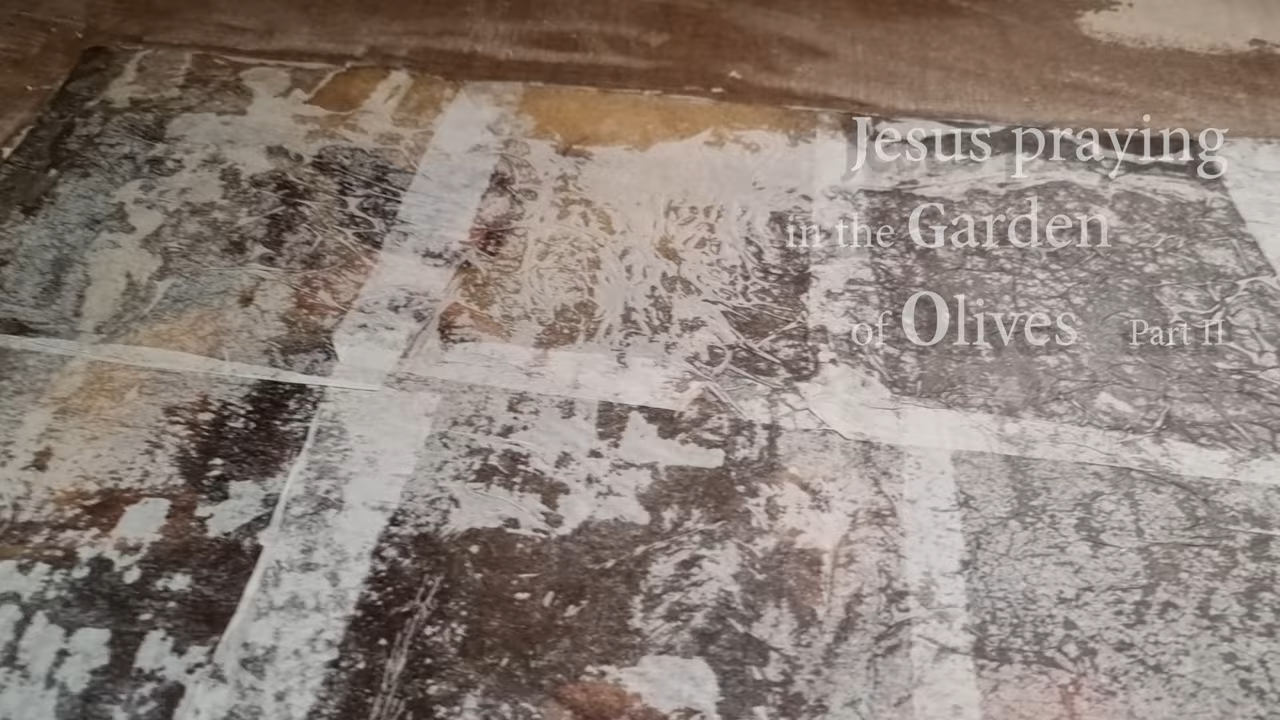 Jesus praying
in the Garden
of Olives Part II